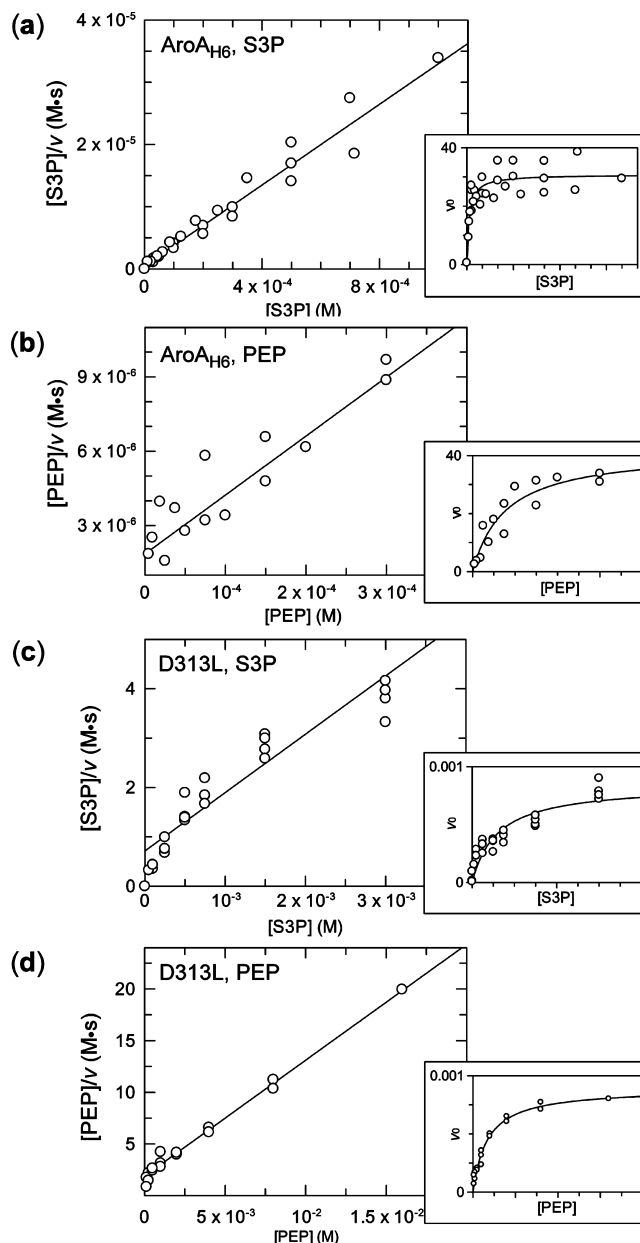 (a)
AroA_H6, S3P
[S3P]/v (M•s)
4 x 10⁻⁵
2 x 10⁻⁵
0
0
4 x 10⁻⁴
8 x 10⁻⁴
[S3P] (M)
40
v0
0
[S3P]
(b)
AroA_H6, PEP
[PEP]/v (M•s)
9 x 10⁻⁶
6 x 10⁻⁶
3 x 10⁻⁶
0
1 x 10⁻⁴
2 x 10⁻⁴
3 x 10⁻⁴
[PEP] (M)
40
v0
0
[PEP]
(c)
D313L, S3P
[S3P]/v (M•s)
4
2
0
0
10⁻³
2 x 10⁻³
3 x 10⁻³
[S3P] (M)
0.001
v0
0
[S3P]
(d)
D313L, PEP
[PEP]/v (M•s)
20
15
10
5
0
5 x 10⁻³
10⁻²
1.5 x 10⁻²
[PEP] (M)
0.001
v0
0
[PEP]